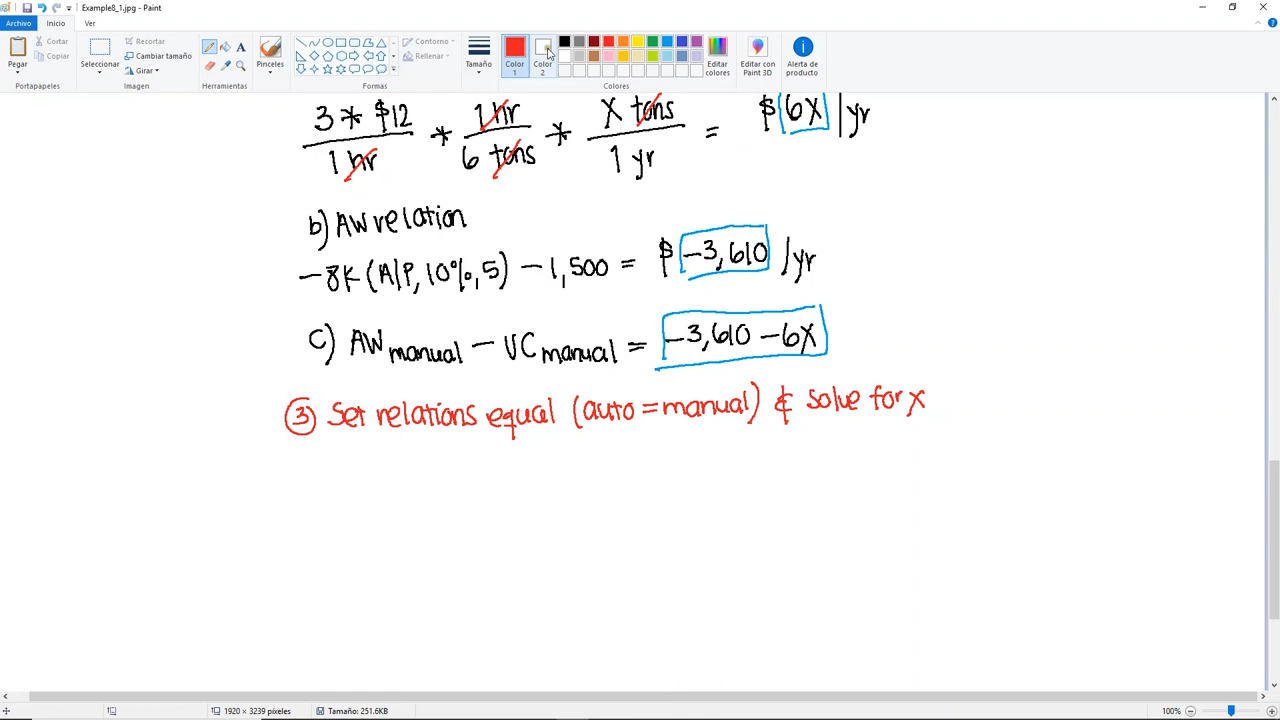 Example8_1.jpg - Paint
Archivo Inicio Ver
Pegar
Cortar
Copiar
Portapapeles
Seleccionar
Recortar
Cambiar tamaño
Girar
Imagen
A
Herramientas
Pinceles
Contorno
Rellenar
Formas
Tamaño
Color 1
Color 2
Editar colores
Colores
Editar con Paint 3D
Alerta de producto
3 * $12 / 1 hr * 1 hr / 6 tons * X tons / 1 yr = $ 6X / yr
b) AW relation
-8K (A/P, 10%, 5) - 1,500 = $ -3,610 / yr
c) AW manual - VC manual = -3,610 - 6X
③ Set relations equal (auto = manual) & solve for x
1920 × 3239 píxeles
Tamaño: 251.6KB
100%